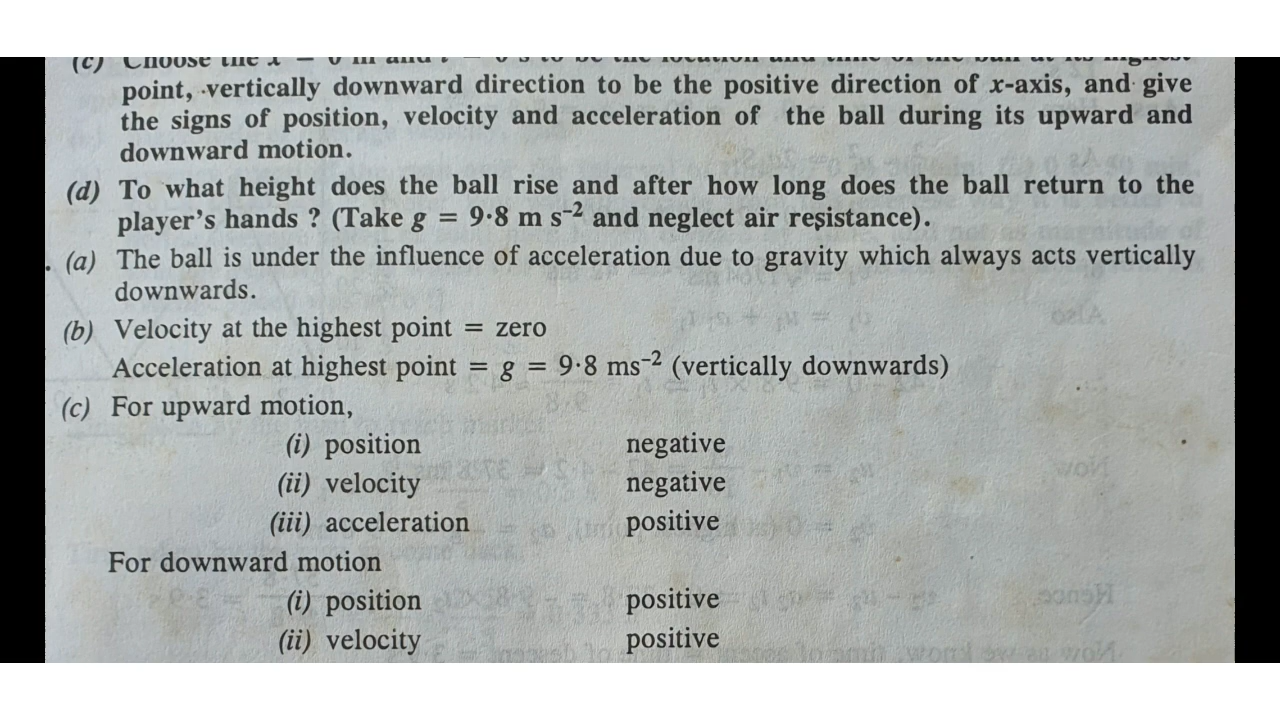 point, vertically downward direction to be the positive direction of x-axis, and give
the signs of position, velocity and acceleration of the ball during its upward and
downward motion.
(d) To what height does the ball rise and after how long does the ball return to the
player's hands ? (Take g = 9·8 m s⁻² and neglect air resistance).
(a) The ball is under the influence of acceleration due to gravity which always acts vertically
downwards.
(b) Velocity at the highest point = zero
Acceleration at highest point = g = 9·8 ms⁻² (vertically downwards)
(c) For upward motion,
(i) position negative
(ii) velocity negative
(iii) acceleration positive
For downward motion
(i) position positive
(ii) velocity positive